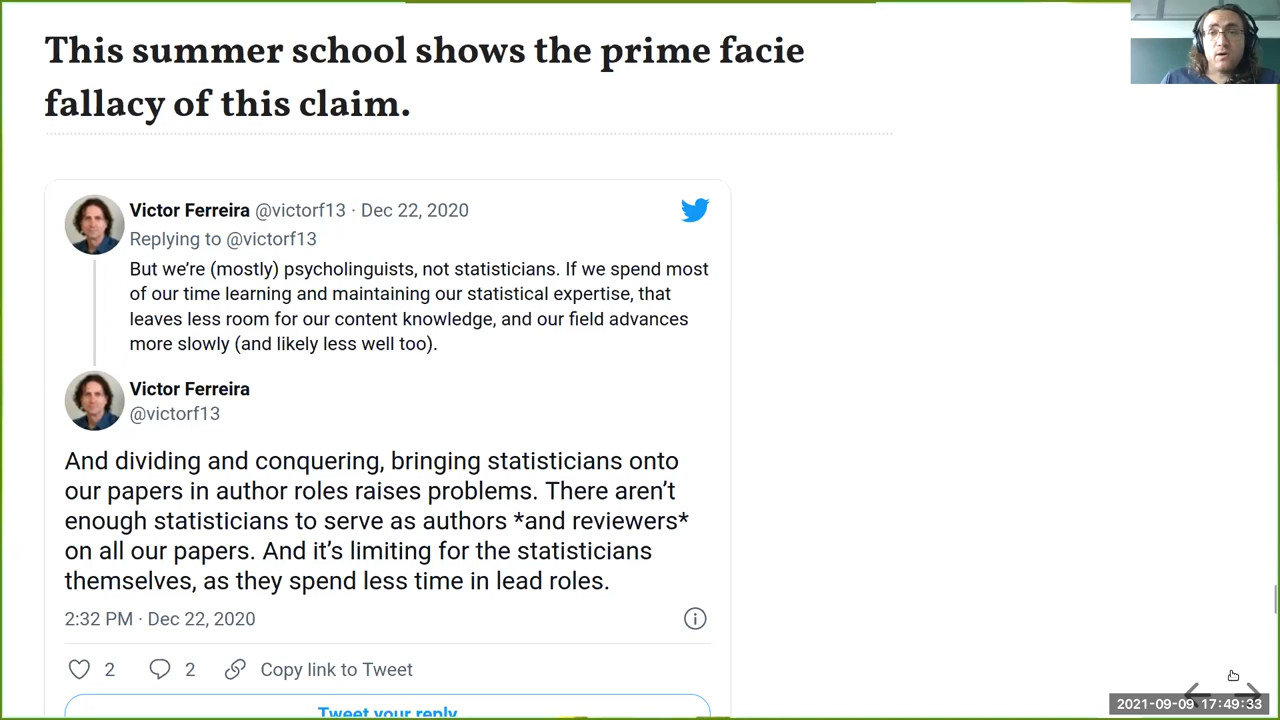 This summer school shows the prime facie
fallacy of this claim.
Victor Ferreira @victorf13 · Dec 22, 2020
Replying to @victorf13
But we’re (mostly) psycholinguists, not statisticians. If we spend most
of our time learning and maintaining our statistical expertise, that
leaves less room for our content knowledge, and our field advances
more slowly (and likely less well too).
Victor Ferreira
@victorf13
And dividing and conquering, bringing statisticians onto
our papers in author roles raises problems. There aren’t
enough statisticians to serve as authors *and reviewers*
on all our papers. And it’s limiting for the statisticians
themselves, as they spend less time in lead roles.
2:32 PM · Dec 22, 2020
2 2 Copy link to Tweet
Tweet your reply
2021-09-09 17:49:33